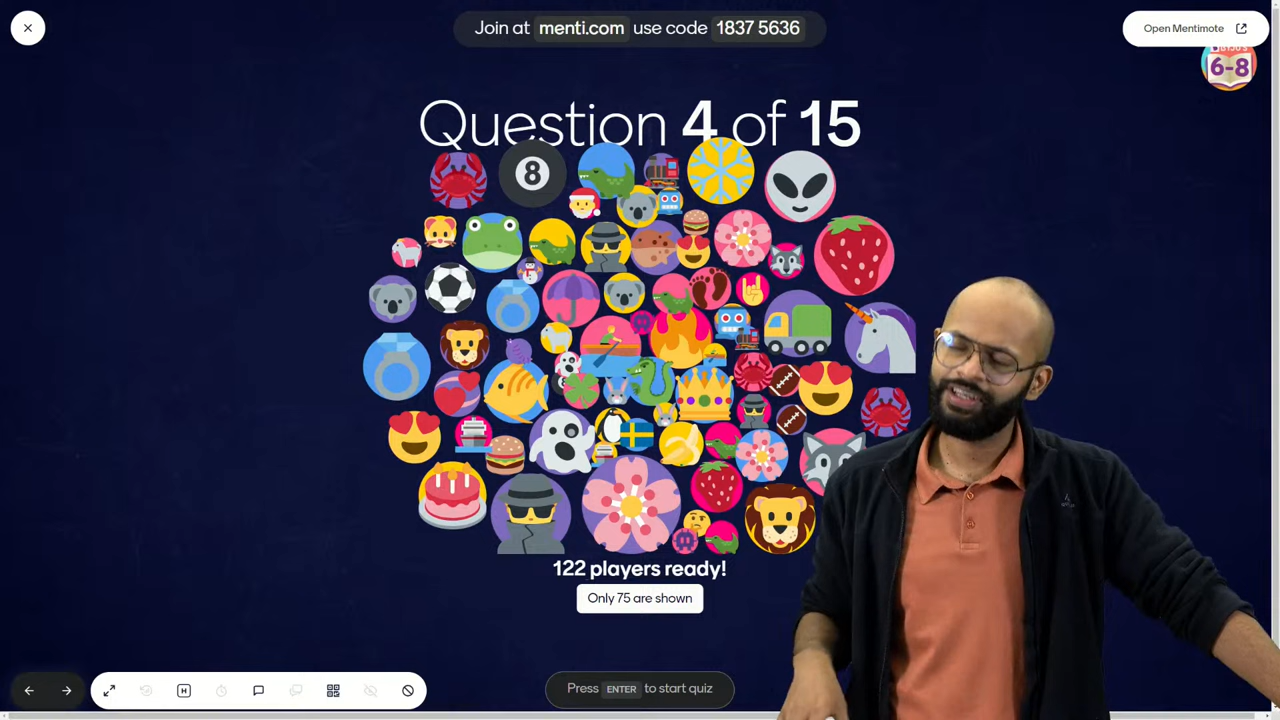 Join at menti.com use code 1837 5636
Open Mentimote
BYJU'S
6-8
Question 4 of 15
8
122 players ready!
Only 75 are shown
H
Press ENTER to start quiz